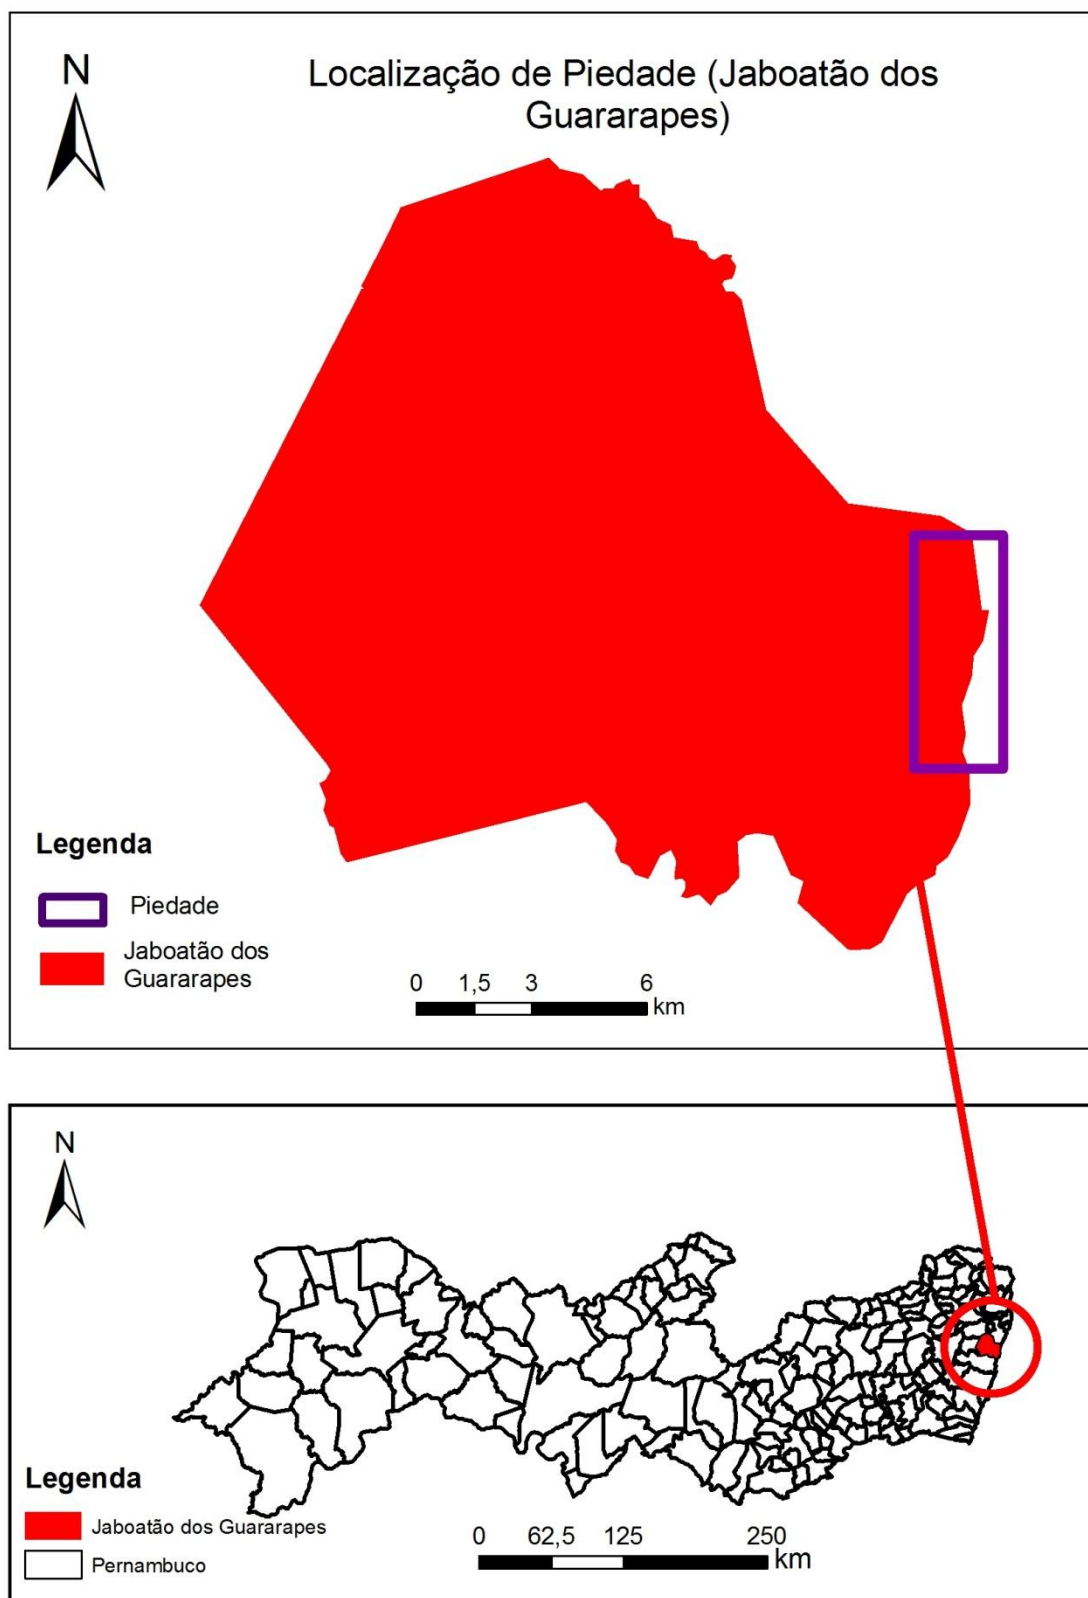 N
Localização de Piedade (Jaboatão dos
Guararapes)
Legenda
Piedade
Jaboatão dos
Guararapes
0 1,5 3 6
km
N
Legenda
Jaboatão dos Guararapes
Pernambuco
0 62,5 125 250
km